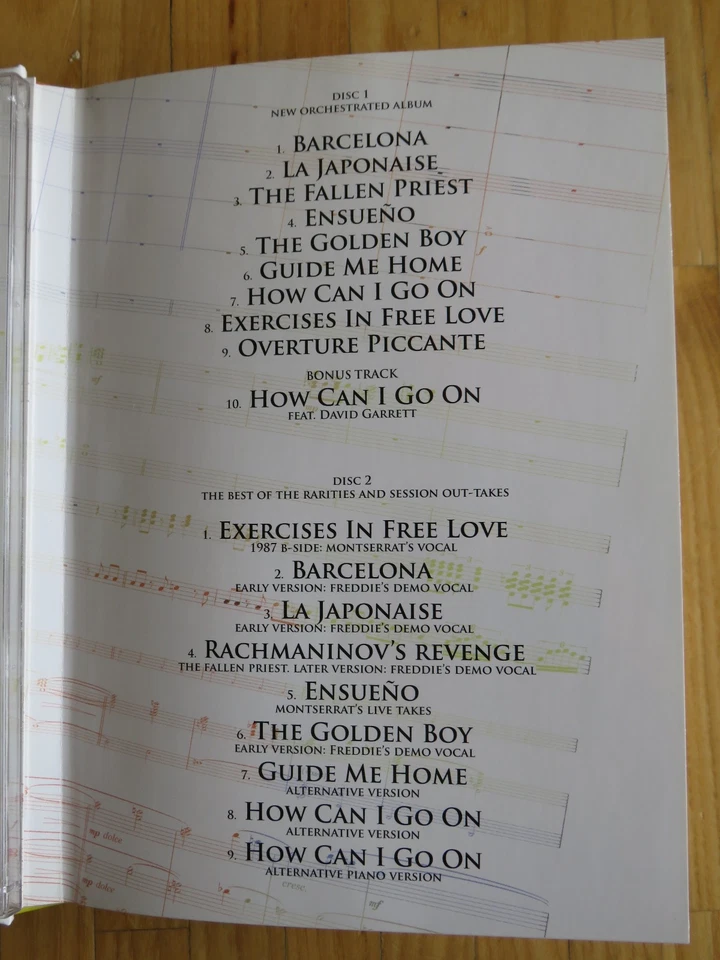 DISC 1
NEW ORCHESTRATED ALBUM
1. BARCELONA
2. LA JAPONAISE
3. THE FALLEN PRIEST
4. ENSUEÑO
5. THE GOLDEN BOY
6. GUIDE ME HOME
7. HOW CAN I GO ON
8. EXERCISES IN FREE LOVE
9. OVERTURE PICCANTE
BONUS TRACK
10. HOW CAN I GO ON
FEAT. DAVID GARRETT
DISC 2
THE BEST OF THE RARITIES AND SESSION OUT-TAKES
1. EXERCISES IN FREE LOVE
1987 B-SIDE: MONTSERRAT'S VOCAL
2. BARCELONA
EARLY VERSION: FREDDIE'S DEMO VOCAL
3. LA JAPONAISE
EARLY VERSION: FREDDIE'S DEMO VOCAL
4. RACHMANINOV'S REVENGE
THE FALLEN PRIEST. LATER VERSION: FREDDIE'S DEMO VOCAL
5. ENSUEÑO
MONTSERRAT'S LIVE TAKES
6. THE GOLDEN BOY
EARLY VERSION: FREDDIE'S DEMO VOCAL
7. GUIDE ME HOME
ALTERNATIVE VERSION
8. HOW CAN I GO ON
ALTERNATIVE VERSION
mp dolce
9. HOW CAN I GO ON
ALTERNATIVE PIANO VERSION
mp dolce
cresc.
mf